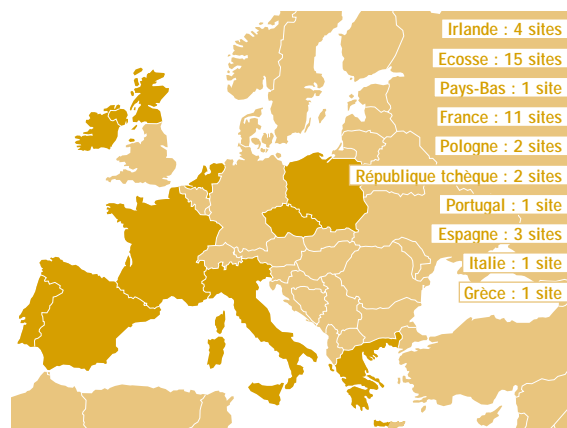 Irlande : 4 sites
Ecosse : 15 sites
Pays-Bas : 1 site
France : 11 sites
Pologne : 2 sites
République tchèque : 2 sites
Portugal : 1 site
Espagne : 3 sites
Italie : 1 site
Grèce : 1 site